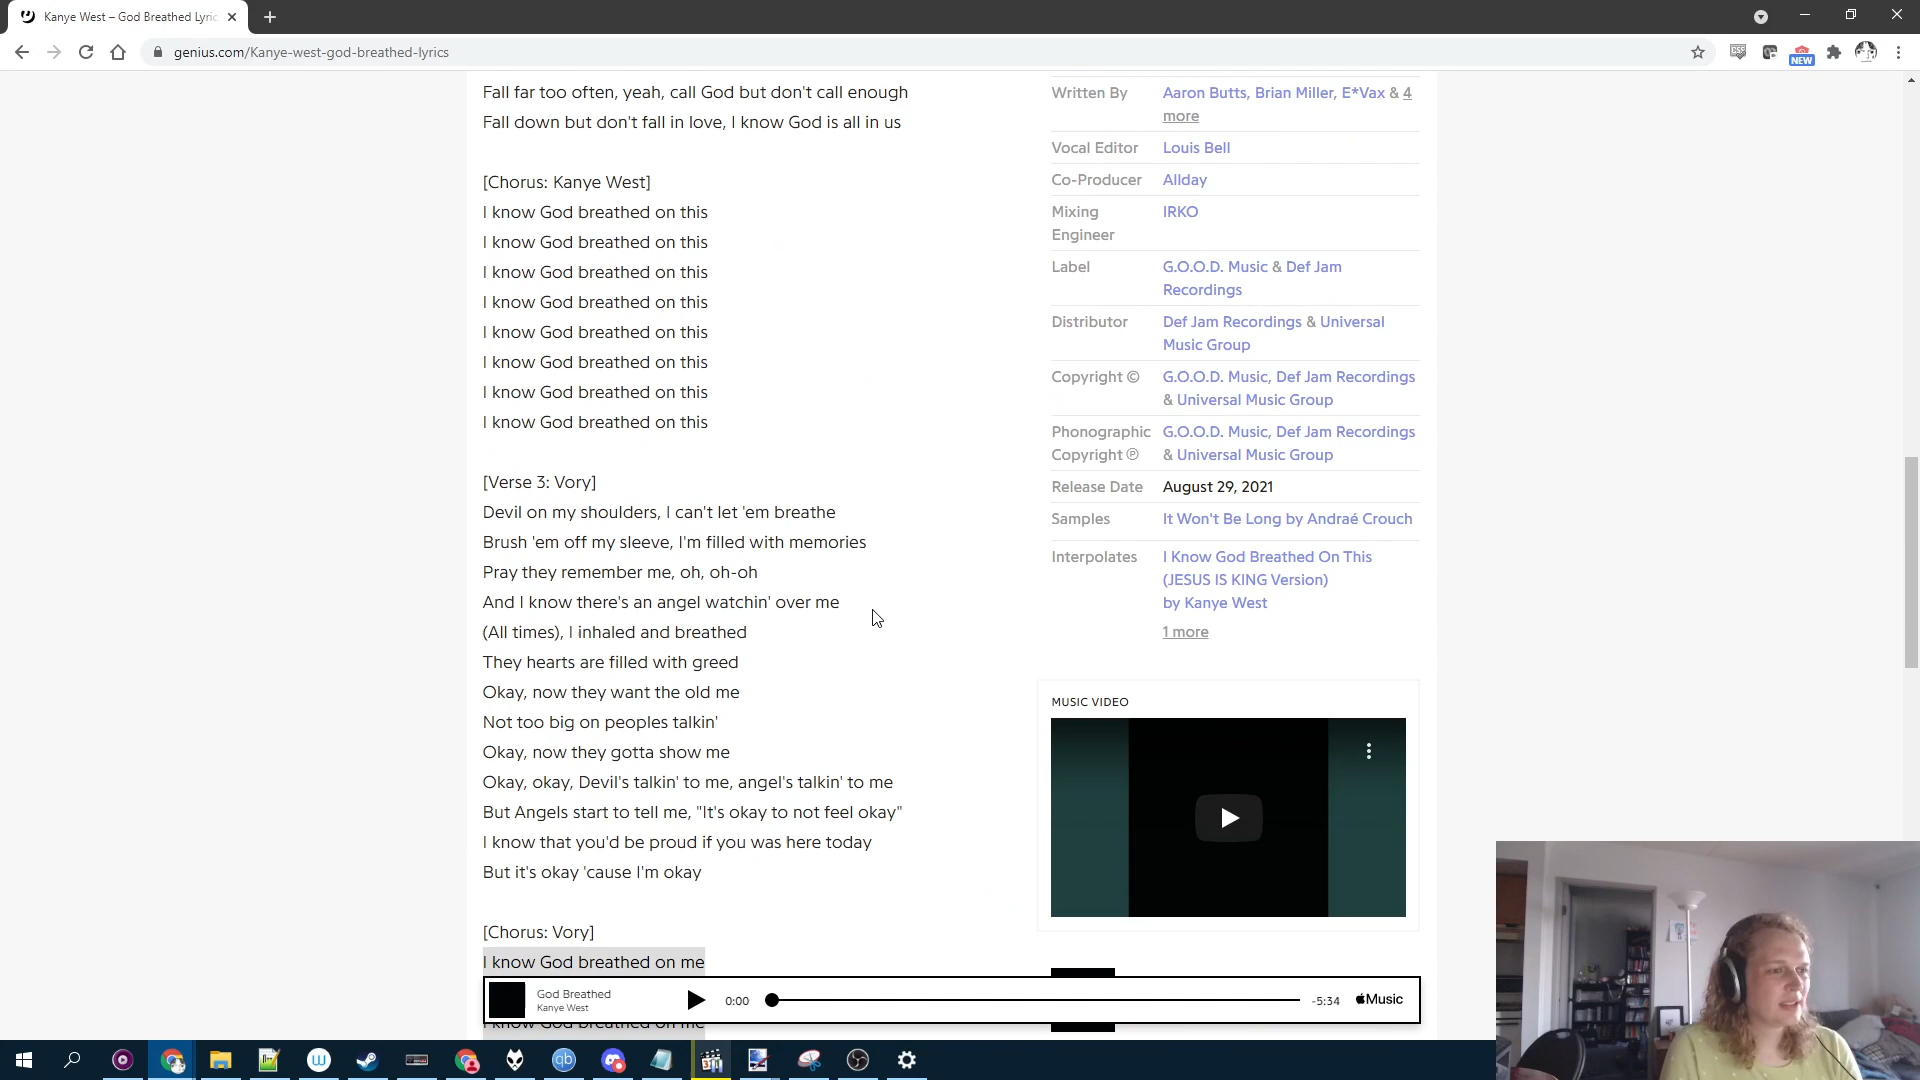 Kanye West – God Breathed Lyric
genius.com/Kanye-west-god-breathed-lyrics
NEW
Fall far too often, yeah, call God but don't call enough
Fall down but don't fall in love, I know God is all in us
[Chorus: Kanye West]
I know God breathed on this
I know God breathed on this
I know God breathed on this
I know God breathed on this
I know God breathed on this
I know God breathed on this
I know God breathed on this
I know God breathed on this
[Verse 3: Vory]
Devil on my shoulders, I can't let 'em breathe
Brush 'em off my sleeve, I'm filled with memories
Pray they remember me, oh, oh-oh
And I know there's an angel watchin' over me
(All times), I inhaled and breathed
They hearts are filled with greed
Okay, now they want the old me
Not too big on peoples talkin'
Okay, now they gotta show me
Okay, okay, Devil's talkin' to me, angel's talkin' to me
But Angels start to tell me, "It's okay to not feel okay"
I know that you'd be proud if you was here today
But it's okay 'cause I'm okay
[Chorus: Vory]
I know God breathed on me
I know God breathed on me
Written By Aaron Butts, Brian Miller, E*Vax & 4
more
Vocal Editor Louis Bell
Co-Producer Allday
Mixing IRKO
Engineer
Label G.O.O.D. Music & Def Jam
Recordings
Distributor Def Jam Recordings & Universal
Music Group
Copyright © G.O.O.D. Music, Def Jam Recordings
& Universal Music Group
Phonographic G.O.O.D. Music, Def Jam Recordings
Copyright ℗ & Universal Music Group
Release Date August 29, 2021
Samples It Won't Be Long by Andraé Crouch
Interpolates I Know God Breathed On This
(JESUS IS KING Version)
by Kanye West
1 more
MUSIC VIDEO
God Breathed
Kanye West
0:00
-5:34
Music